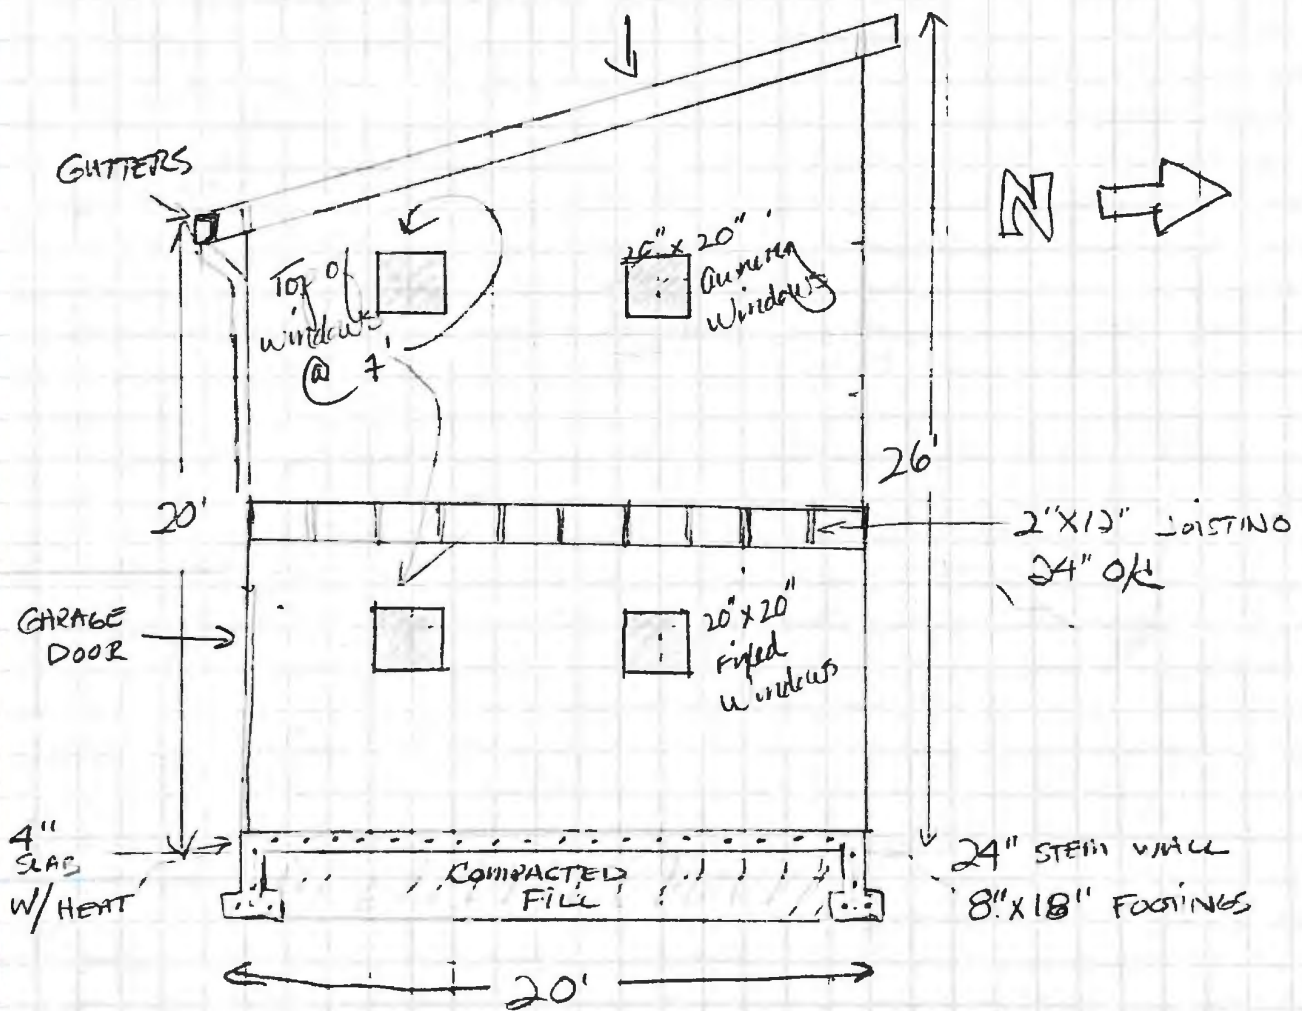 GUTTERS
N
Top of
windows
@ 7'
20" x 20"
Awning
Windows
26'
20'
2"X12" JOISTING
24" O/C
GARAGE
DOOR
20" x 20"
Fixed
Windows
4"
SLAB
W/ HEAT
COMPACTED
FILL
24" STEM WALL
8"X18" FOOTINGS
20'